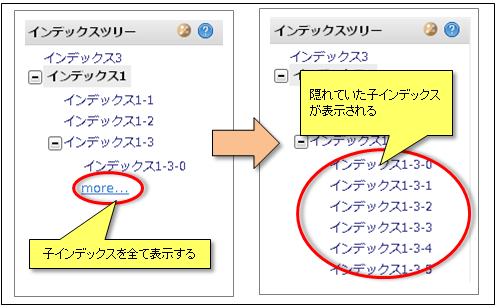 インデックスツリー
インデックス3
インデックス1
インデックス1-1
インデックス1-2
インデックス1-3
インデックス1-3-0
more...
子インデックスを全て表示する
インデックスツリー
インデックス3
隠れていた子インデックス
が表示される
インデックス1
インデックス1-3-0
インデックス1-3-1
インデックス1-3-2
インデックス1-3-3
インデックス1-3-4
インデックス1-3-5